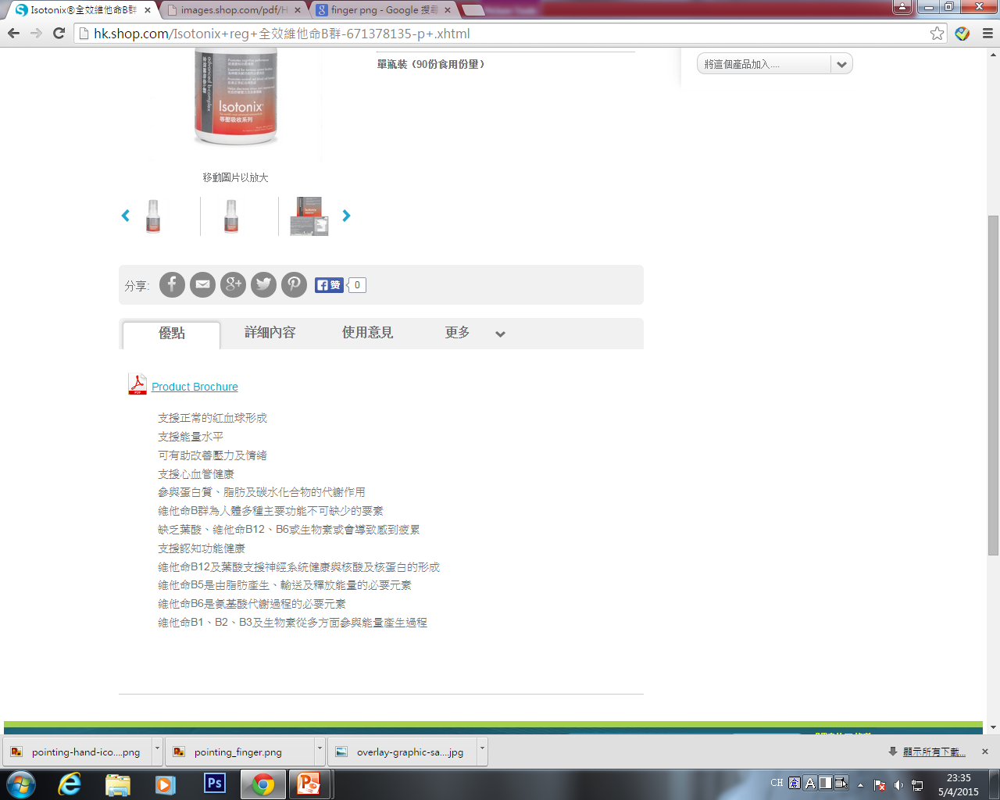 Isotonix®全效維他命B群
images.shop.com/pdf/H
finger png - Google 搜尋
hk.shop.com/Isotonix+reg+全效維他命B群-671378135-p+.xhtml
advanced b-complex
Isotonix
等壓吸收系列
單瓶裝（90份食用份量）
將這個產品加入....
移動圖片以放大
分享:
赞
0
優點
詳細內容
使用意見
更多
PDF
Product Brochure
支援正常的紅血球形成
支援能量水平
可有助改善壓力及情緒
支援心血管健康
參與蛋白質、脂肪及碳水化合物的代謝作用
維他命B群為人體多種主要功能不可缺少的要素
缺乏葉酸、維他命B12、B6或生物素或會導致感到疲累
支援認知功能健康
維他命B12及葉酸支援神經系統健康與核酸及核蛋白的形成
維他命B5是由脂肪產生、輸送及釋放能量的必要元素
維他命B6是氨基酸代謝過程的必要元素
維他命B1、B2、B3及生物素從多方面參與能量產生過程
pointing-hand-ico....png
pointing_finger.png
overlay-graphic-sa....jpg
顯示所有下載...
Ps
CH
倉
A
23:35
5/4/2015